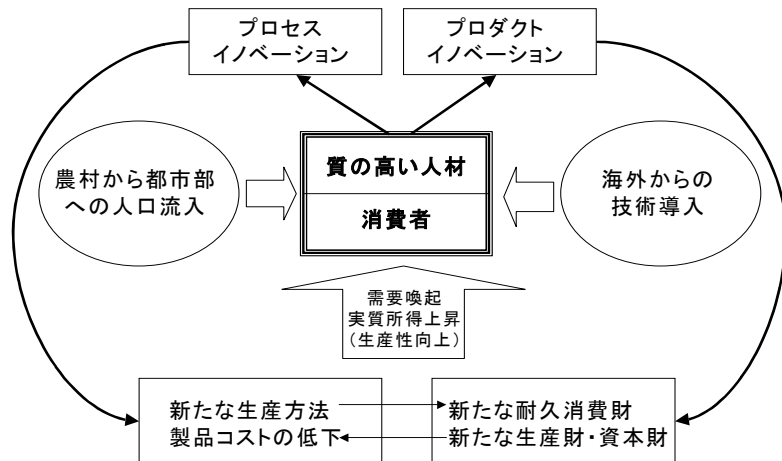 プロセス
イノベーション
プロダクト
イノベーション
農村から都市部
への人口流入
質の高い人材
消費者
海外からの
技術導入
需要喚起
実質所得上昇
(生産性向上)
新たな生産方法
製品コストの低下
新たな耐久消費財
新たな生産財・資本財